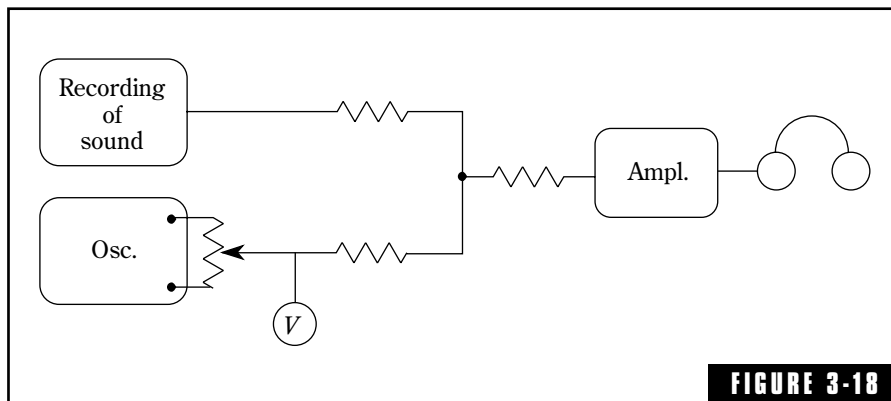 Recording
of
sound
Ampl.
Osc.
V
FIGURE 3-18